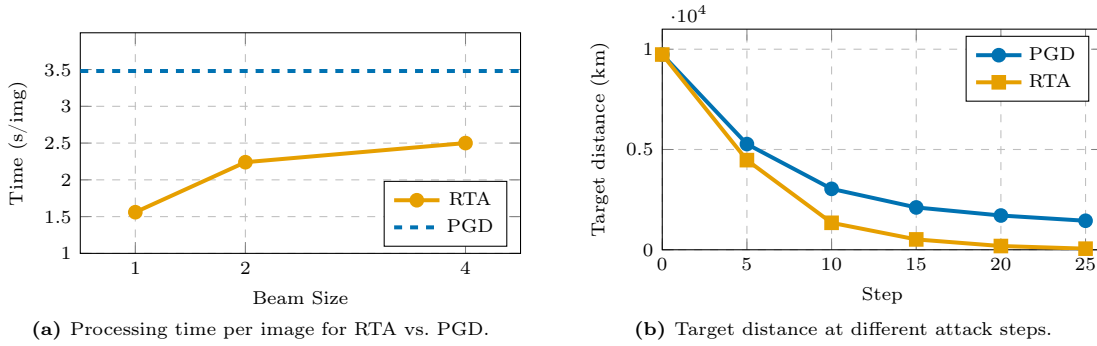 Time (s/img)
3.5
3
2.5
2
1.5
1
1
2
4
Beam Size
RTA
PGD
(a) Processing time per image for RTA vs. PGD.
·10⁴
Target distance (km)
1
0.5
0
0
5
10
15
20
25
Step
PGD
RTA
(b) Target distance at different attack steps.